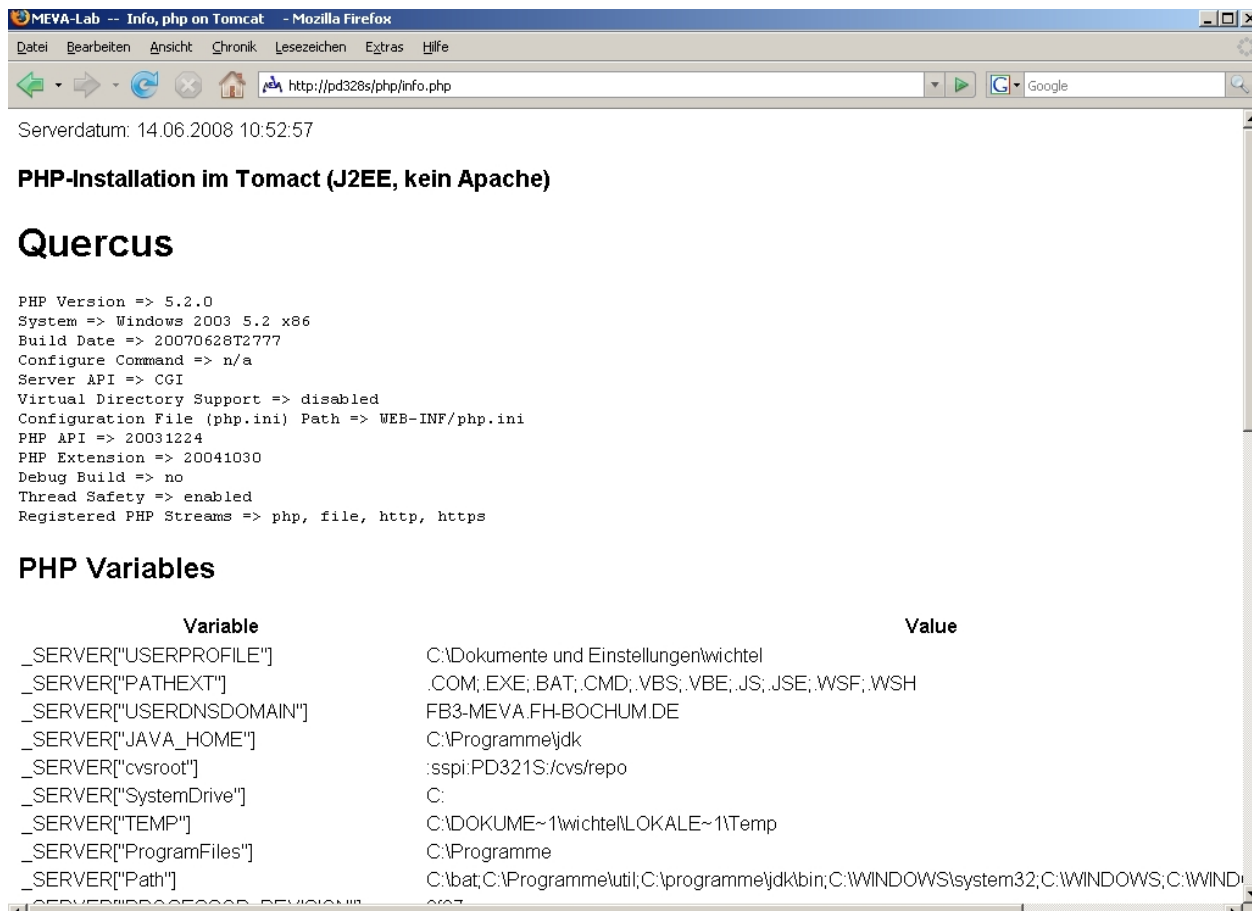 MEVA-Lab -- Info, php on Tomcat - Mozilla Firefox
Datei Bearbeiten Ansicht Chronik Lesezeichen Extras Hilfe
http://pd328s/php/info.php G Google
Serverdatum: 14.06.2008 10:52:57
PHP-Installation im Tomact (J2EE, kein Apache)
Quercus
PHP Version => 5.2.0
System => Windows 2003 5.2 x86
Build Date => 20070628T2777
Configure Command => n/a
Server API => CGI
Virtual Directory Support => disabled
Configuration File (php.ini) Path => WEB-INF/php.ini
PHP API => 20031224
PHP Extension => 20041030
Debug Build => no
Thread Safety => enabled
Registered PHP Streams => php, file, http, https
PHP Variables
Variable Value
_SERVER["USERPROFILE"] C:\Dokumente und Einstellungen\wichtel
_SERVER["PATHEXT"] .COM;.EXE;.BAT;.CMD;.VBS;.VBE;.JS;.JSE;.WSF;.WSH
_SERVER["USERDNSDOMAIN"] FB3-MEVA.FH-BOCHUM.DE
_SERVER["JAVA_HOME"] C:\Programme\jdk
_SERVER["cvsroot"] :sspi:PD321S:/cvs/repo
_SERVER["SystemDrive"] C:
_SERVER["TEMP"] C:\DOKUME~1\wichtel\LOKALE~1\Temp
_SERVER["ProgramFiles"] C:\Programme
_SERVER["Path"] C:\bat;C:\Programme\util;C:\programme\jdk\bin;C:\WINDOWS\system32;C:\WINDOWS;C:\WIND
_SERVER["PROCESSOR_REVISION"]